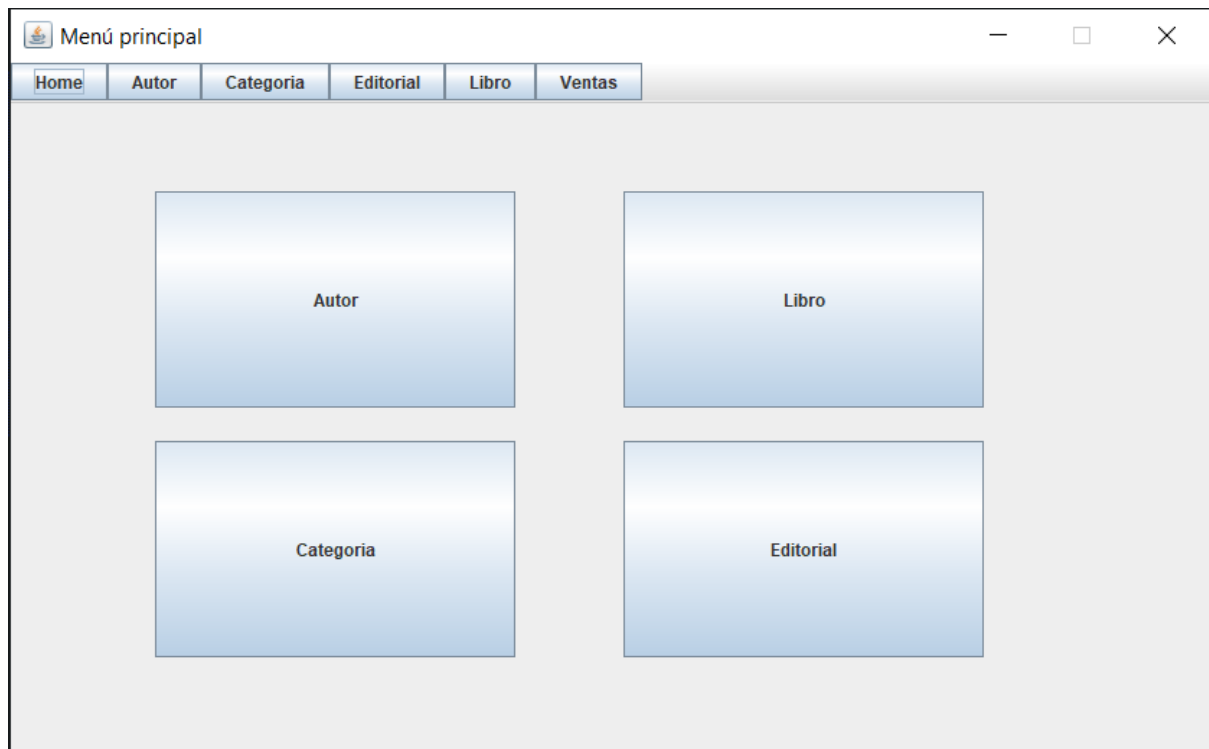 Menú principal
Home Autor Categoria Editorial Libro Ventas
Autor Libro
Categoria Editorial